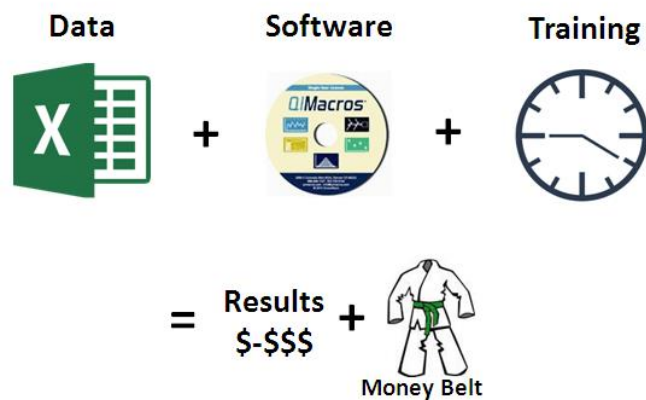 Data
Software
Training
X
+
QIMacros
+
=
Results
$-$$$
+
Money Belt